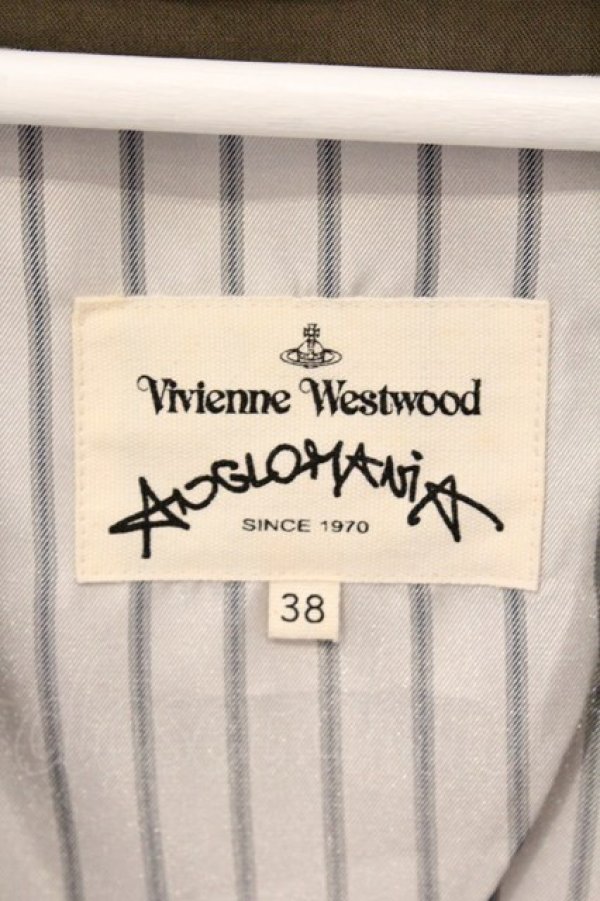 Vivienne Westwood
ANGLOMANiA
SINCE 1970
38